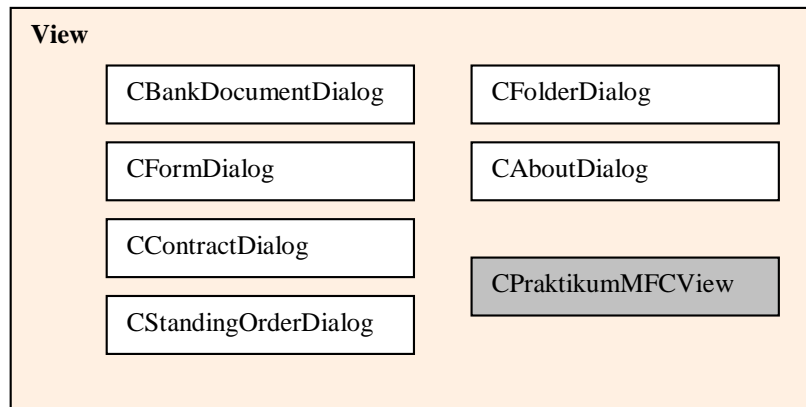 View
CBankDocumentDialog
CFormDialog
CContractDialog
CStandingOrderDialog
CFolderDialog
CAboutDialog
CPraktikumMFCView